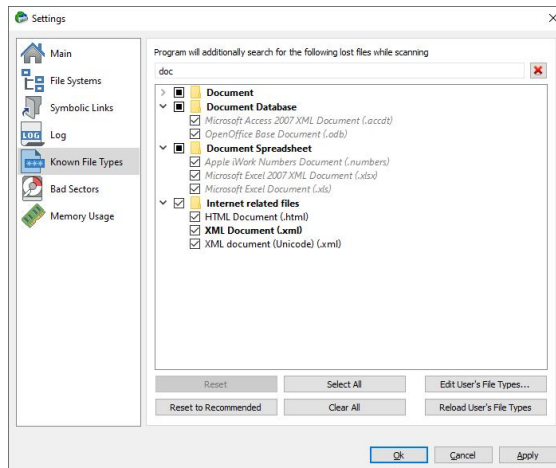 Settings
Main
File Systems
Symbolic Links
LOG
Log
Known File Types
Bad Sectors
Memory Usage
Program will additionally search for the following lost files while scanning
doc
Document
Document Database
Microsoft Access 2007 XML Document (.accdt)
OpenOffice Base Document (.odb)
Document Spreadsheet
Apple iWork Numbers Document (.numbers)
Microsoft Excel 2007 XML Document (.xlsx)
Microsoft Excel Document (.xls)
Internet related files
HTML Document (.html)
XML Document (.xml)
XML document (Unicode) (.xml)
Reset
Select All
Edit User's File Types...
Reset to Recommended
Clear All
Reload User's File Types
Ok
Cancel
Apply